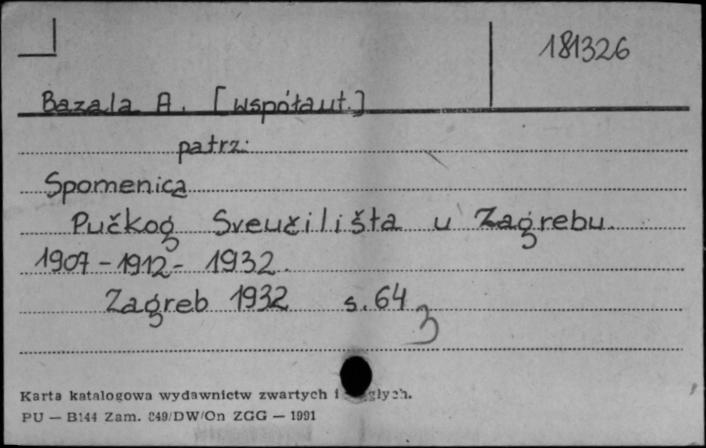 181326
Bazala A. [współaut.]
patrz:
Spomenica
Pučkog Sveučilišta u Zagrebu.
1907-1912-1932.
Zagreb 1932 s. 64
3
Karta katalogowa wydawnictw zwartych i
PU — B144 Zam. 849/DW/On ZGG — 1991